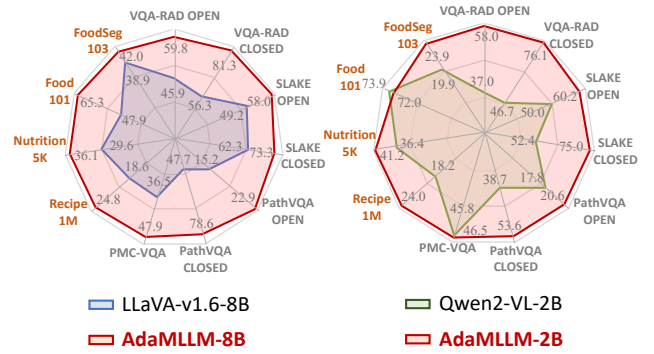 VQA-RAD OPEN
VQA-RAD
CLOSED
SLAKE
OPEN
SLAKE
CLOSED
PathVQA
OPEN
PathVQA
CLOSED
PMC-VQA
Recipe
1M
Nutrition
5K
Food
101
FoodSeg
103
59.8
81.3
58.0
73.3
22.9
78.6
47.9
24.8
36.1
65.3
42.0
45.9
56.3
49.2
62.3
15.2
47.7
36.5
18.6
29.6
47.9
38.9
LLaVA-v1.6-8B
AdaMLLM-8B
VQA-RAD OPEN
VQA-RAD
CLOSED
SLAKE
OPEN
SLAKE
CLOSED
PathVQA
OPEN
PathVQA
CLOSED
PMC-VQA
Recipe
1M
Nutrition
5K
Food
101
FoodSeg
103
58.0
76.1
60.2
75.0
20.6
53.6
46.5
24.0
41.2
73.9
23.9
37.0
46.7
52.4
17.8
38.7
45.8
18.2
36.4
72.0
19.9
Qwen2-VL-2B
AdaMLLM-2B